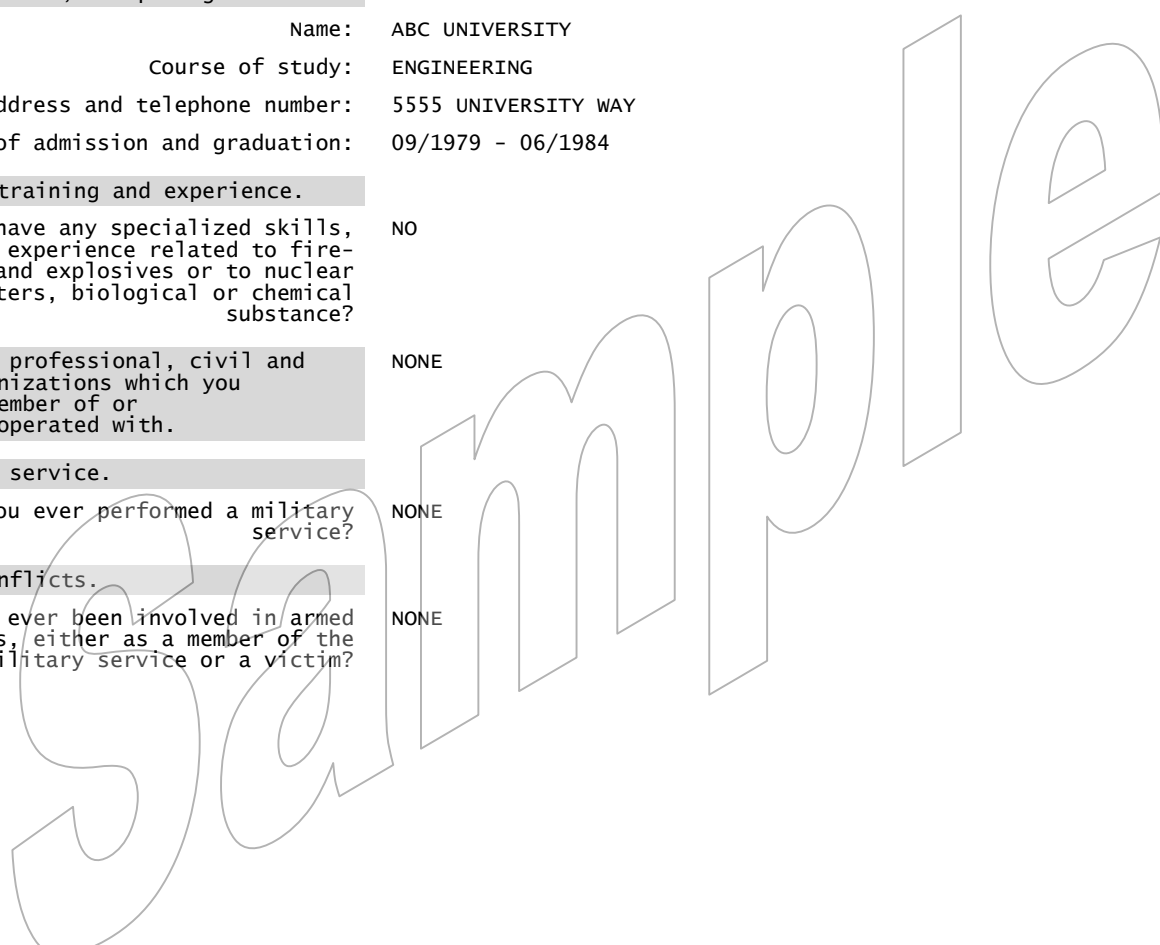 Name: ABC UNIVERSITY
Course of study: ENGINEERING
ddress and telephone number: 5555 UNIVERSITY WAY
of admission and graduation: 09/1979 - 06/1984
training and experience.
have any specialized skills, NO
experience related to fire-
and explosives or to nuclear
ters, biological or chemical
substance?
professional, civil and NONE
nizations which you
ember of or
operated with.
service.
ou ever performed a military NONE
service?
nflicts.
ever been involved in armed NONE
s, either as a member of the
ilitary service or a victim?
Sample